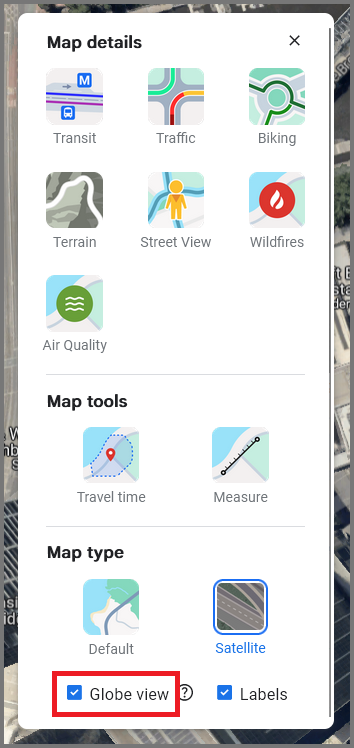 Map details
M
Transit
Traffic
Biking
Terrain
Street View
Wildfires
Air Quality
Map tools
Travel time
Measure
Map type
Default
Satellite
Globe view
?
Labels